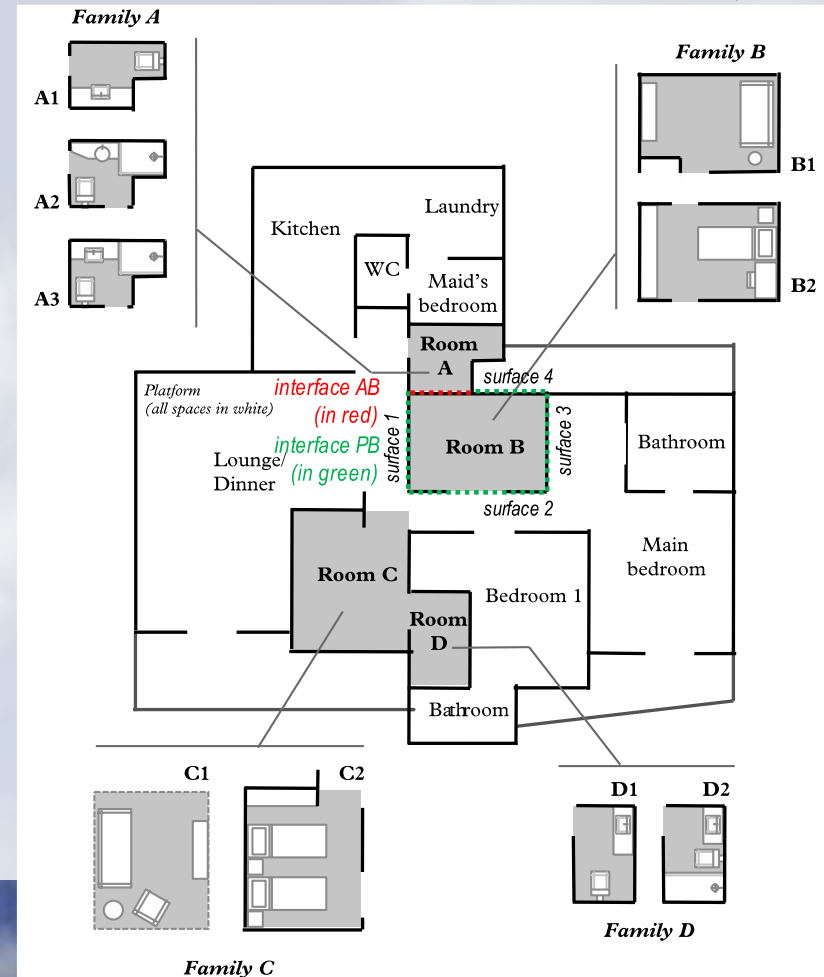 Family A
A1
A2
A3
Family B
B1
B2
Kitchen
Laundry
WC
Maid's
bedroom
Room
A
surface 4
Platform
(all spaces in white)
interface AB
(in red)
interface PB
(in green)
surface 1
Room B
surface 3
surface 2
Bathroom
Lounge/
Dinner
Main
bedroom
Room C
Bedroom 1
Room
D
Bathroom
C1
C2
Family C
D1
D2
Family D